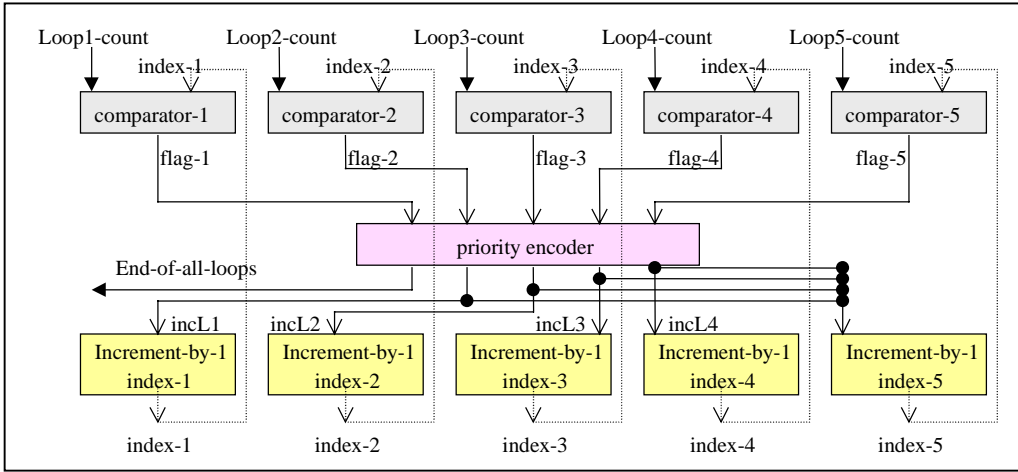 Loop1-count
Loop2-count
Loop3-count
Loop4-count
Loop5-count
index-1
index-2
index-3
index-4
index-5
comparator-1
comparator-2
comparator-3
comparator-4
comparator-5
flag-1
flag-2
flag-3
flag-4
flag-5
priority encoder
End-of-all-loops
incL1
incL2
incL3
incL4
Increment-by-1
index-1
Increment-by-1
index-2
Increment-by-1
index-3
Increment-by-1
index-4
Increment-by-1
index-5
index-1
index-2
index-3
index-4
index-5